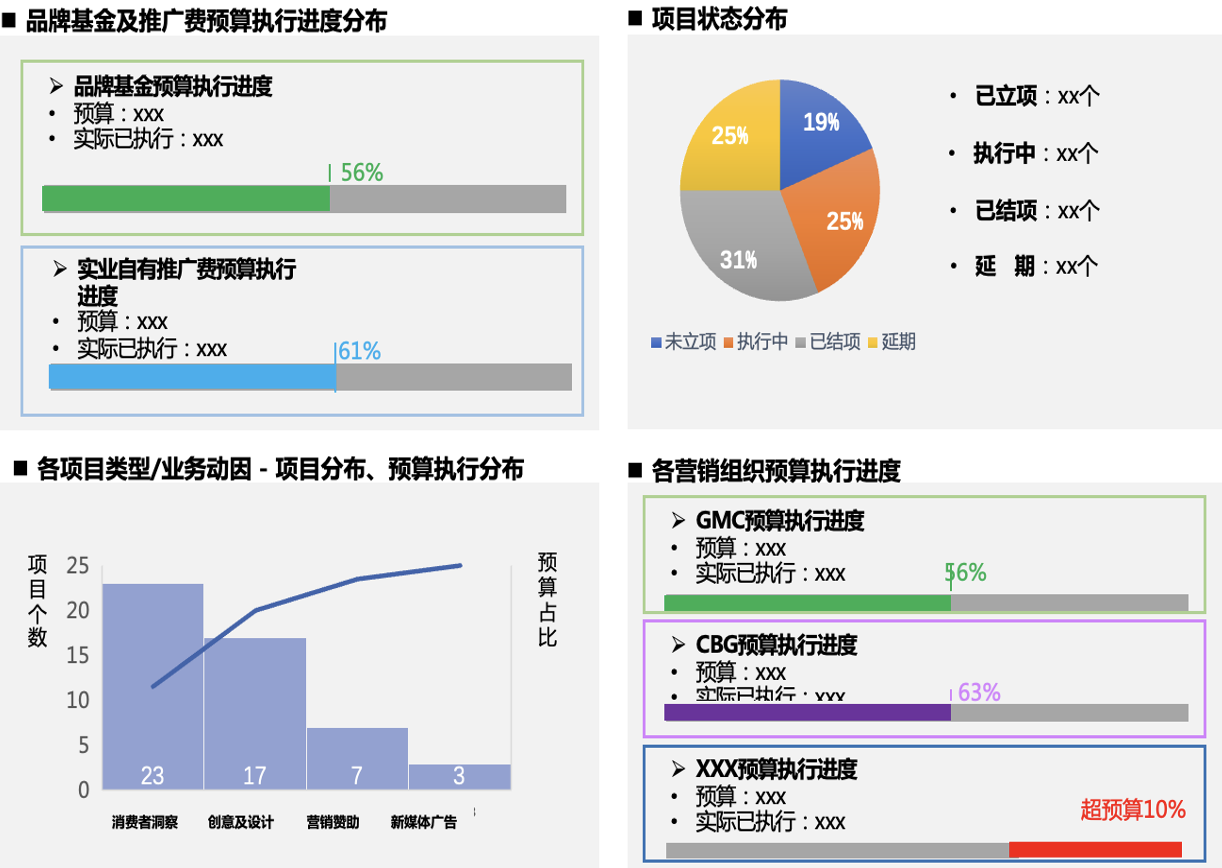 ■ 品牌基金及推广费预算执行进度分布
➢ 品牌基金预算执行进度
• 预算：xxx
• 实际已执行：xxx
56%
➢ 实业自有推广费预算执行
进度
• 预算：xxx
• 实际已执行：xxx
61%
■ 项目状态分布
19%
25%
31%
25%
• 已立项：xx个
• 执行中：xx个
• 已结项：xx个
• 延 期：xx个
■未立项 ■执行中 ■已结项 ■延期
■ 各项目类型/业务动因 - 项目分布、预算执行分布
项目个数
25
20
15
10
5
0
23 17 7 3
消费者洞察 创意及设计 营销赞助 新媒体广告
预算占比
■ 各营销组织预算执行进度
➢ GMC预算执行进度
• 预算：xxx
• 实际已执行：xxx
56%
➢ CBG预算执行进度
• 预算：xxx
• 实际已执行：xxx
63%
➢ XXX预算执行进度
• 预算：xxx
• 实际已执行：xxx
超预算10%